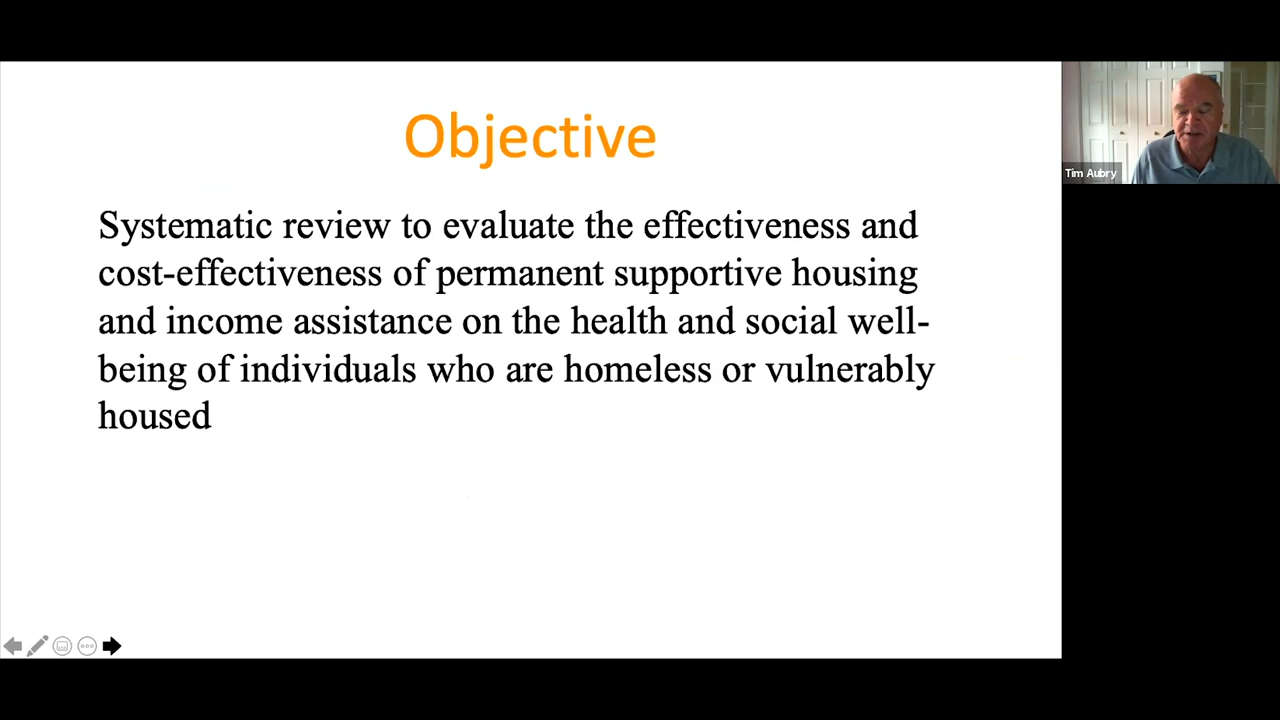 Objective
Systematic review to evaluate the effectiveness and
cost-effectiveness of permanent supportive housing
and income assistance on the health and social well-
being of individuals who are homeless or vulnerably
housed
Tim Aubry